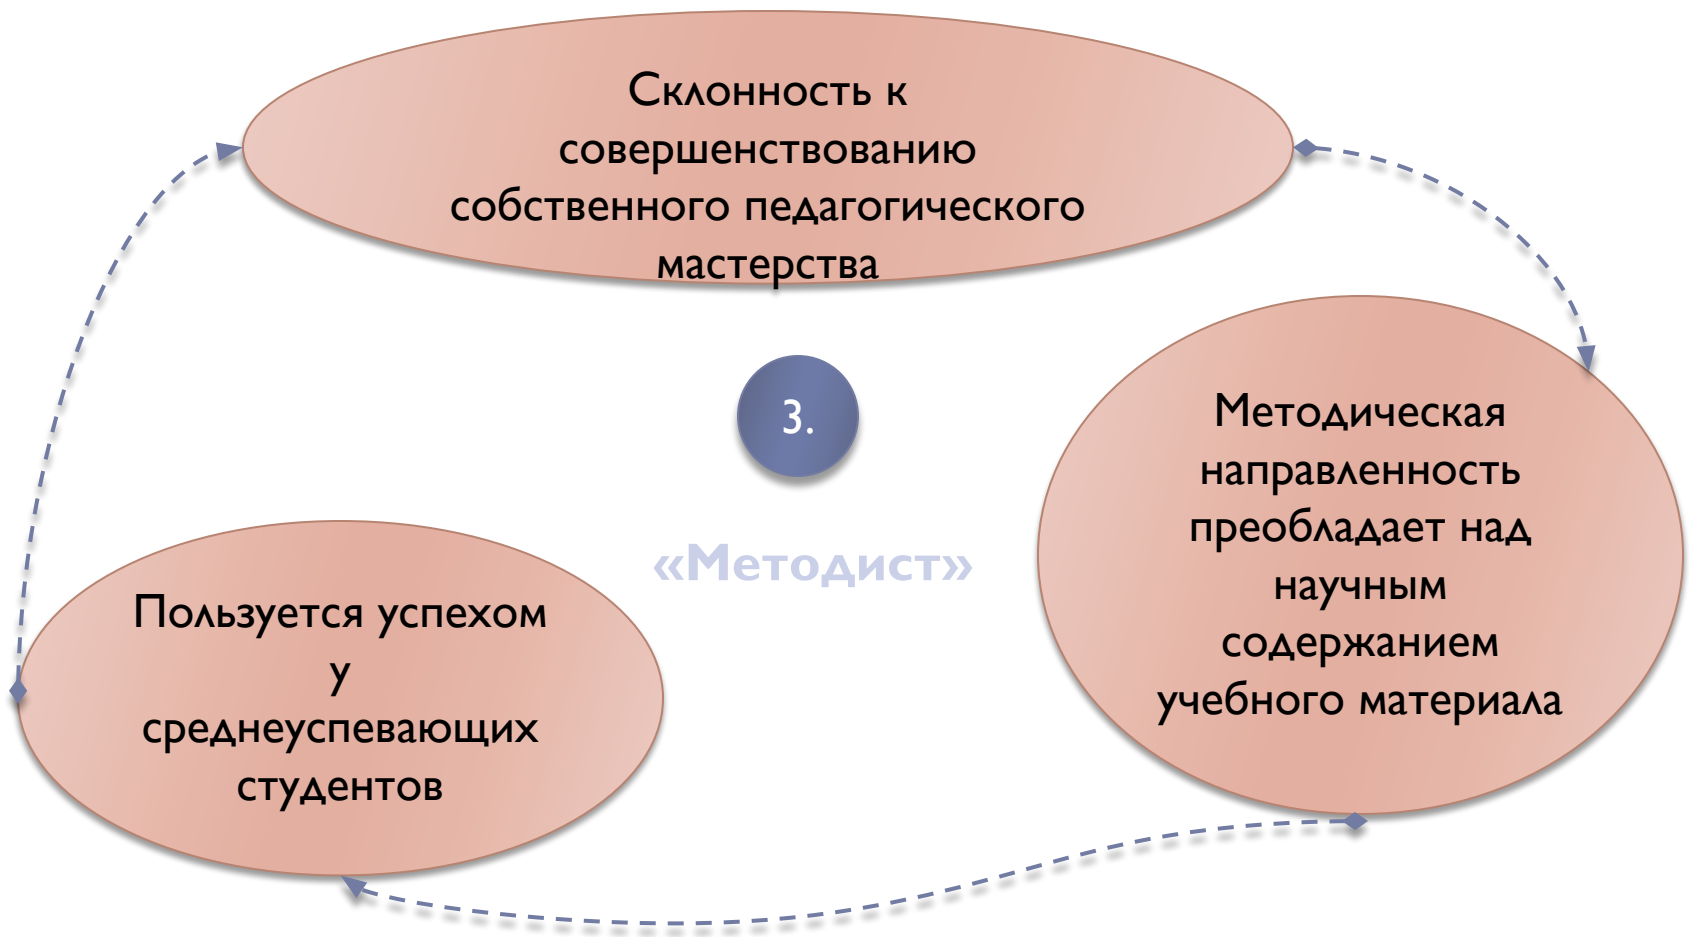 Склонность к
совершенствованию
собственного педагогического
мастерства
3.
«Методист»
Методическая
направленность
преобладает над
научным
содержанием
учебного материала
Пользуется успехом
у
среднеуспевающих
студентов